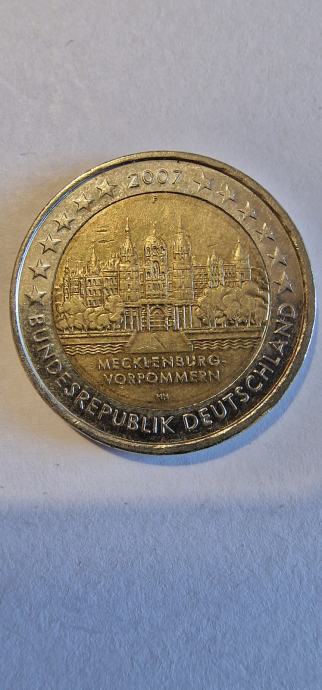 2007
F
MECKLENBURG-
VORPOMMERN
HH
BUNDESREPUBLIK DEUTSCHLAND